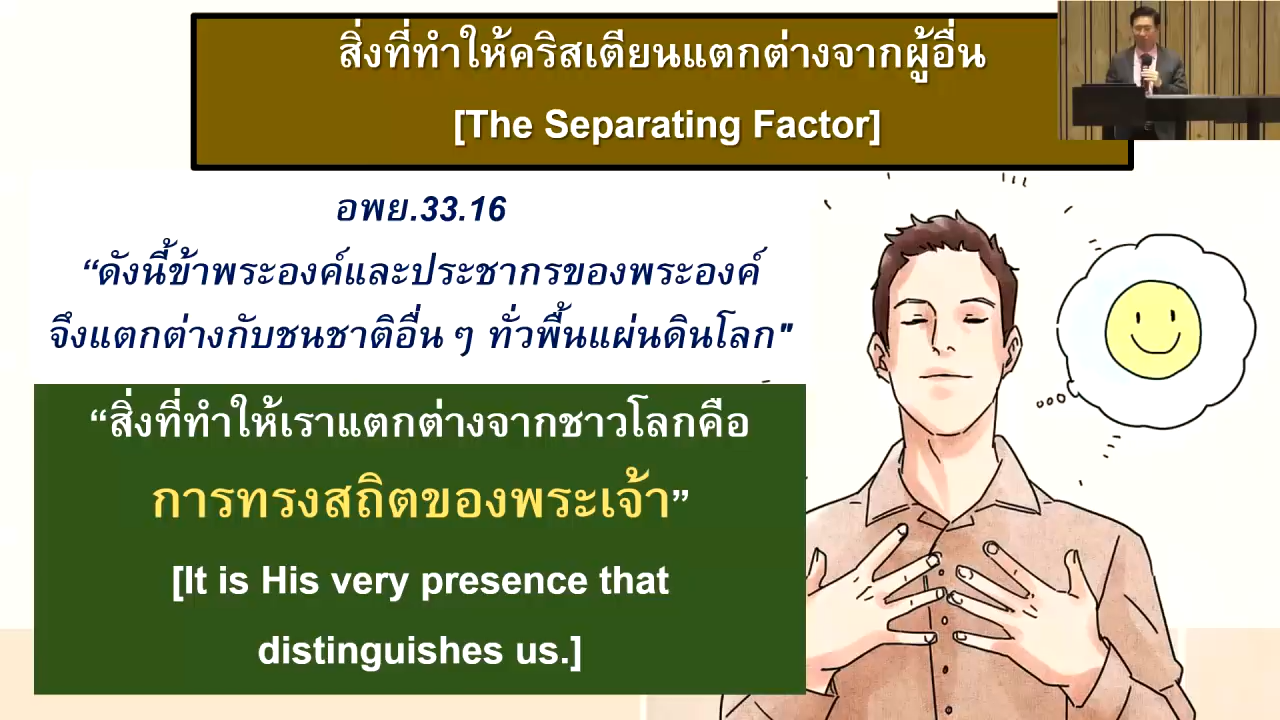 สิ่งที่ทำให้คริสเตียนแตกต่างจากผู้อื่น
[The Separating Factor]
อพย.33.16
“ดังนี้ข้าพระองค์และประชากรของพระองค์
จึงแตกต่างกับชนชาติอื่น ๆ ทั่วพื้นแผ่นดินโลก"
“สิ่งที่ทำให้เราแตกต่างจากชาวโลกคือ
การทรงสถิตของพระเจ้า”
[It is His very presence that
distinguishes us.]